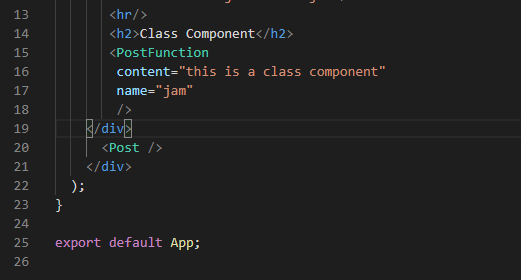 13 <hr/>
14 <h2>Class Component</h2>
15 <PostFunction
16 content="this is a class component"
17 name="jam"
18 />
19 </div>
20 <Post />
21 </div>
22 );
23 }
24
25 export default App;
26